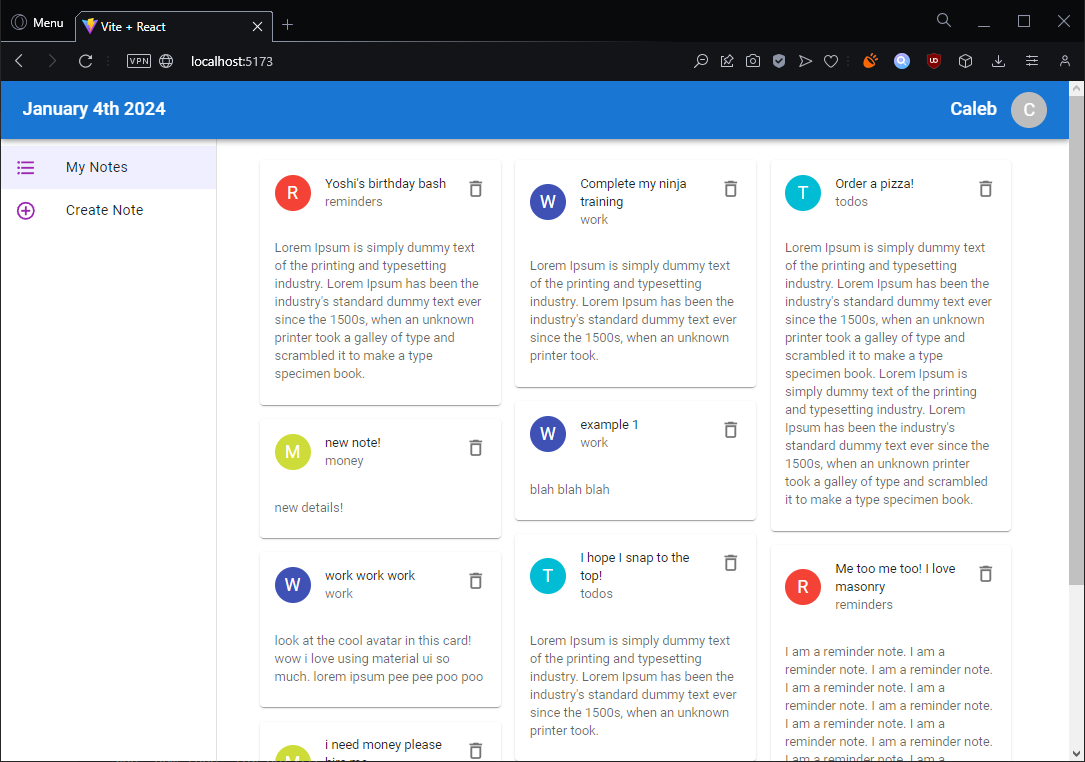 Menu
Vite + React
VPN
localhost:5173
January 4th 2024
Caleb
C
My Notes
Create Note
R
Yoshi's birthday bash
reminders
Lorem Ipsum is simply dummy text
of the printing and typesetting
industry. Lorem Ipsum has been the
industry's standard dummy text ever
since the 1500s, when an unknown
printer took a galley of type and
scrambled it to make a type
specimen book.
M
new note!
money
new details!
W
work work work
work
look at the cool avatar in this card!
wow i love using material ui so
much. lorem ipsum pee pee poo poo
M
i need money please
hire me
W
Complete my ninja
training
work
Lorem Ipsum is simply dummy text
of the printing and typesetting
industry. Lorem Ipsum has been the
industry's standard dummy text ever
since the 1500s, when an unknown
printer took.
W
example 1
work
blah blah blah
T
I hope I snap to the
top!
todos
Lorem Ipsum is simply dummy text
of the printing and typesetting
industry. Lorem Ipsum has been the
industry's standard dummy text ever
since the 1500s, when an unknown
printer took.
T
Order a pizza!
todos
Lorem Ipsum is simply dummy text
of the printing and typesetting
industry. Lorem Ipsum has been the
industry's standard dummy text ever
since the 1500s, when an unknown
printer took a galley of type and
scrambled it to make a type
specimen book. Lorem Ipsum is
simply dummy text of the printing
and typesetting industry. Lorem
Ipsum has been the industry's
standard dummy text ever since the
1500s, when an unknown printer
took a galley of type and scrambled
it to make a type specimen book.
R
Me too me too! I love
masonry
reminders
I am a reminder note. I am a
reminder note. I am a reminder note.
I am a reminder note. I am a
reminder note. I am a reminder note.
I am a reminder note. I am a
reminder note. I am a reminder note.
I am a reminder note. I am a